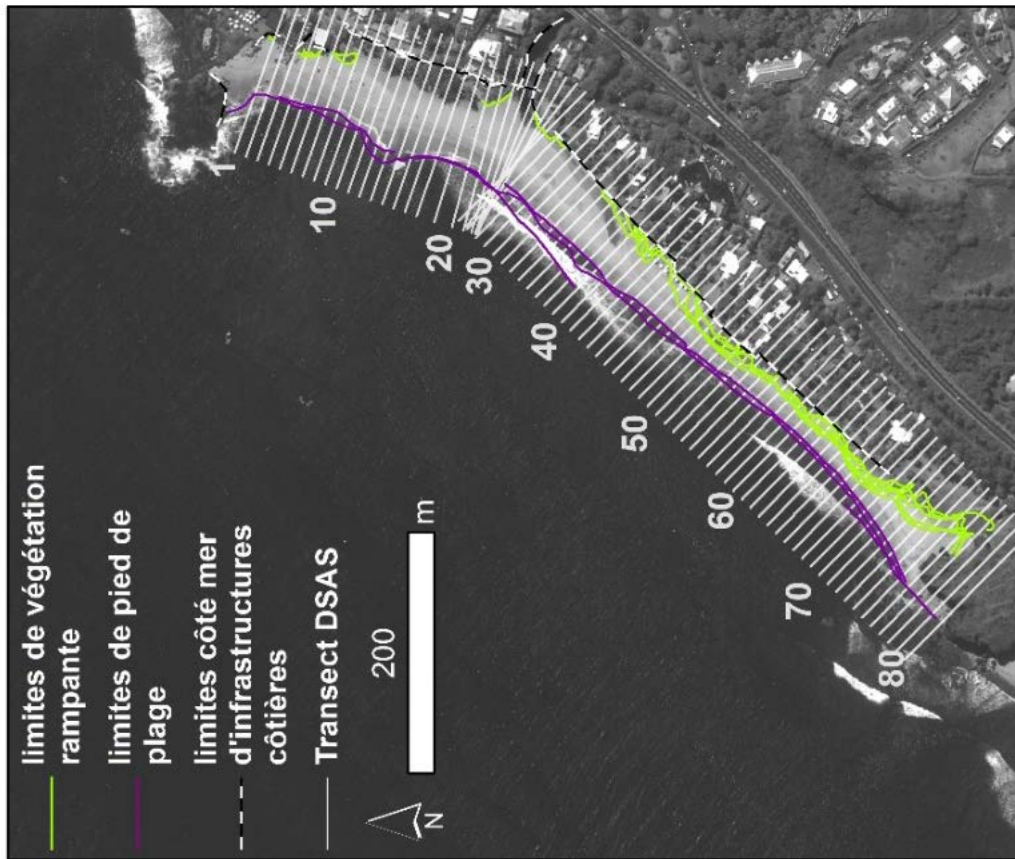 limites de végétation
rampante
limites de pied de
plage
limites côté mer
d'infrastructures
côtières
Transect DSAS
N
200
m
1
10
20
30
40
50
60
70
80